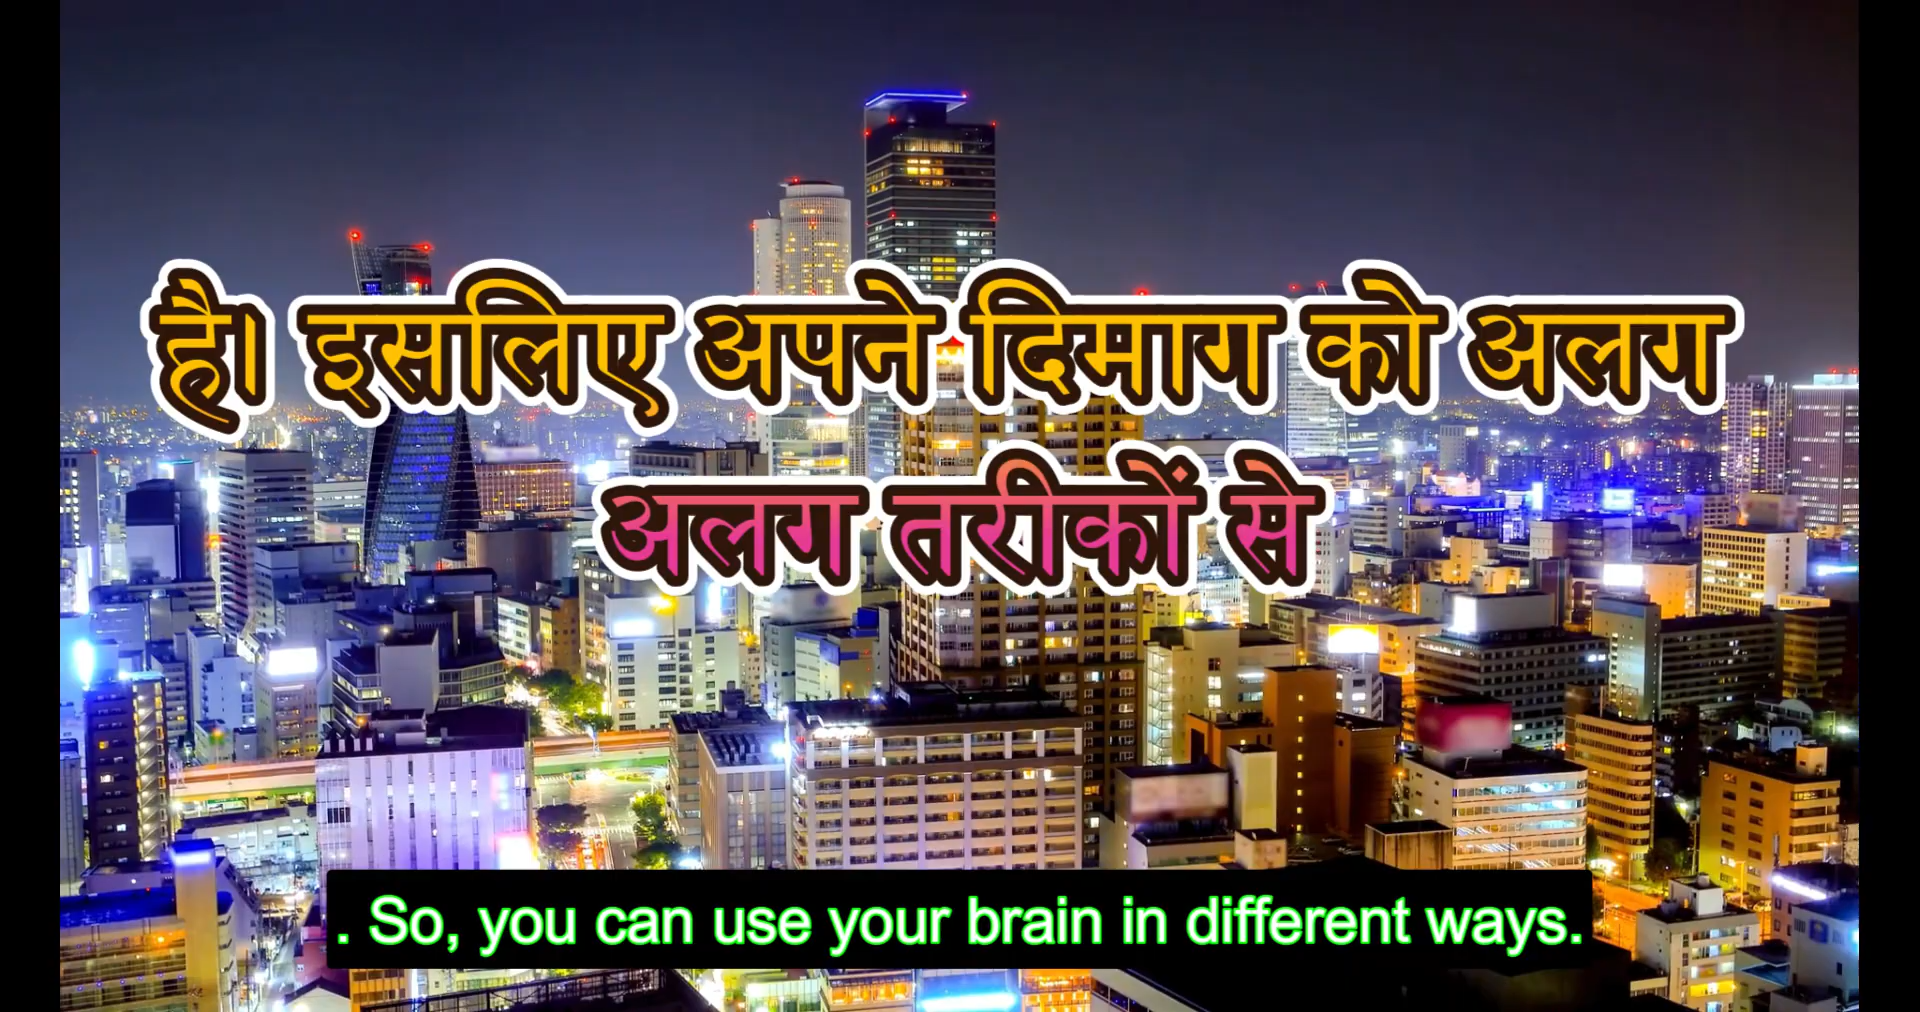 है। इसलिए अपने दिमाग को अलग
अलग तरीकों से
. So, you can use your brain in different ways.